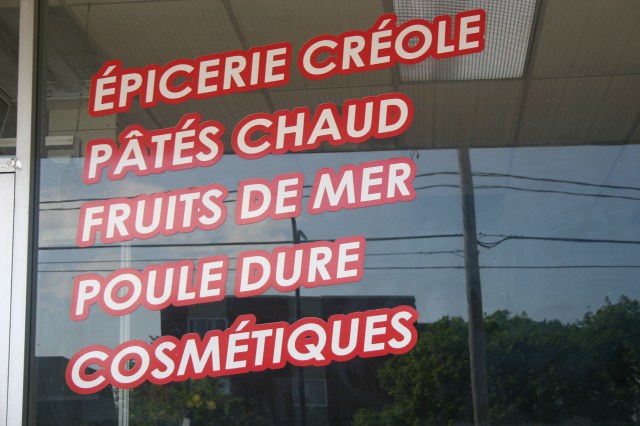 ÉPICERIE CRÉOLE
PÂTÉS CHAUD
FRUITS DE MER
POULE DURE
COSMÉTIQUES